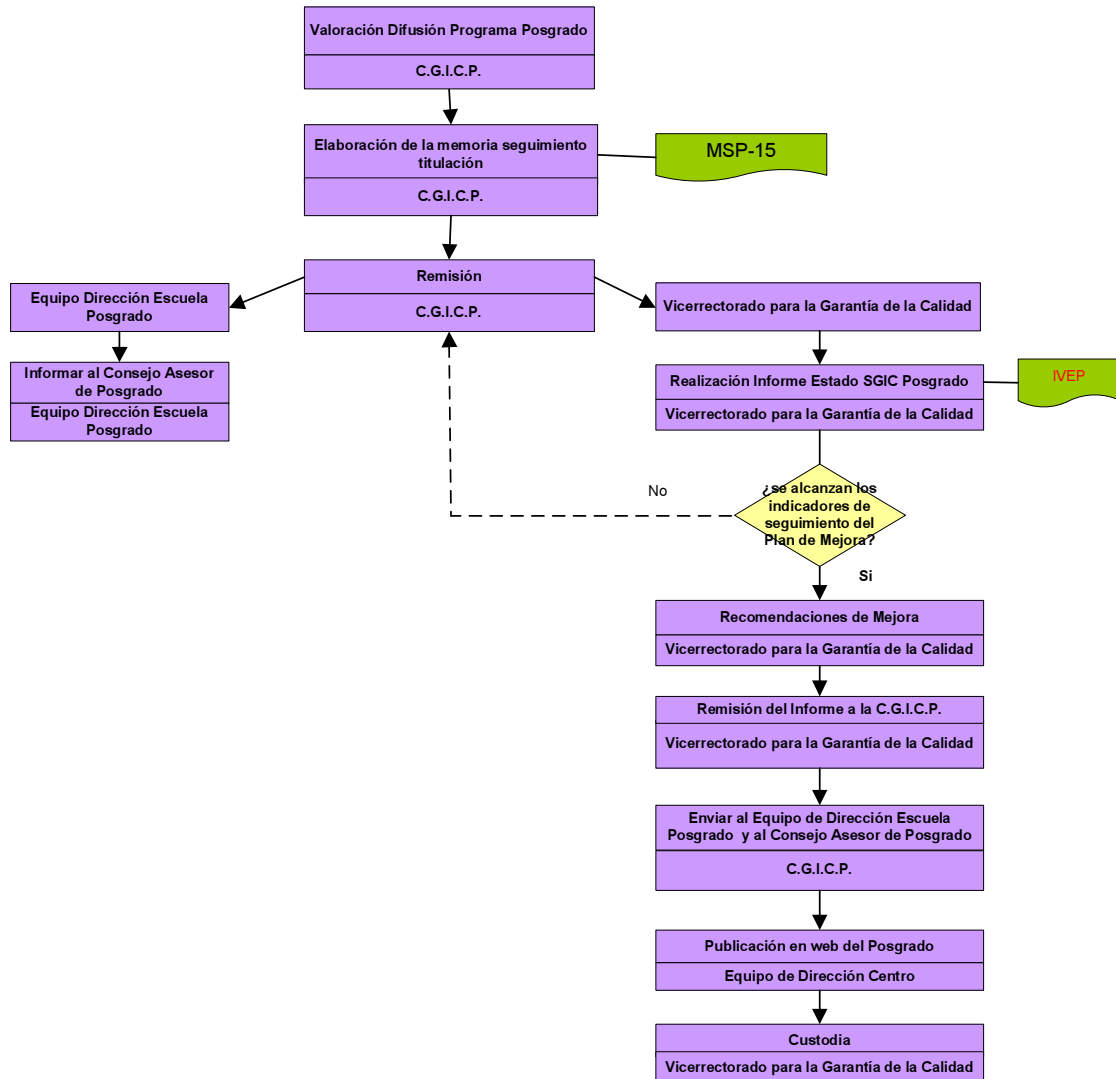 Valoración Difusión Programa Posgrado
C.G.I.C.P.
Elaboración de la memoria seguimiento
titulación
C.G.I.C.P.
MSP-15
Remisión
C.G.I.C.P.
Equipo Dirección Escuela
Posgrado
Informar al Consejo Asesor
de Posgrado
Equipo Dirección Escuela
Posgrado
Vicerrectorado para la Garantía de la Calidad
Realización Informe Estado SGIC Posgrado
Vicerrectorado para la Garantía de la Calidad
IVEP
¿se alcanzan los
indicadores de
seguimiento del
Plan de Mejora?
No
Si
Recomendaciones de Mejora
Vicerrectorado para la Garantía de la Calidad
Remisión del Informe a la C.G.I.C.P.
Vicerrectorado para la Garantía de la Calidad
Enviar al Equipo de Dirección Escuela
Posgrado y al Consejo Asesor de Posgrado
C.G.I.C.P.
Publicación en web del Posgrado
Equipo de Dirección Centro
Custodia
Vicerrectorado para la Garantía de la Calidad